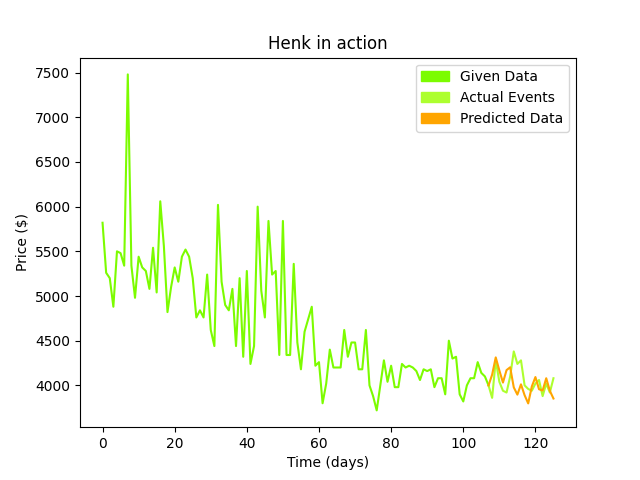 Henk in action
Given Data
Actual Events
Predicted Data
Price ($)
7500
7000
6500
6000
5500
5000
4500
4000
0 20 40 60 80 100 120
Time (days)